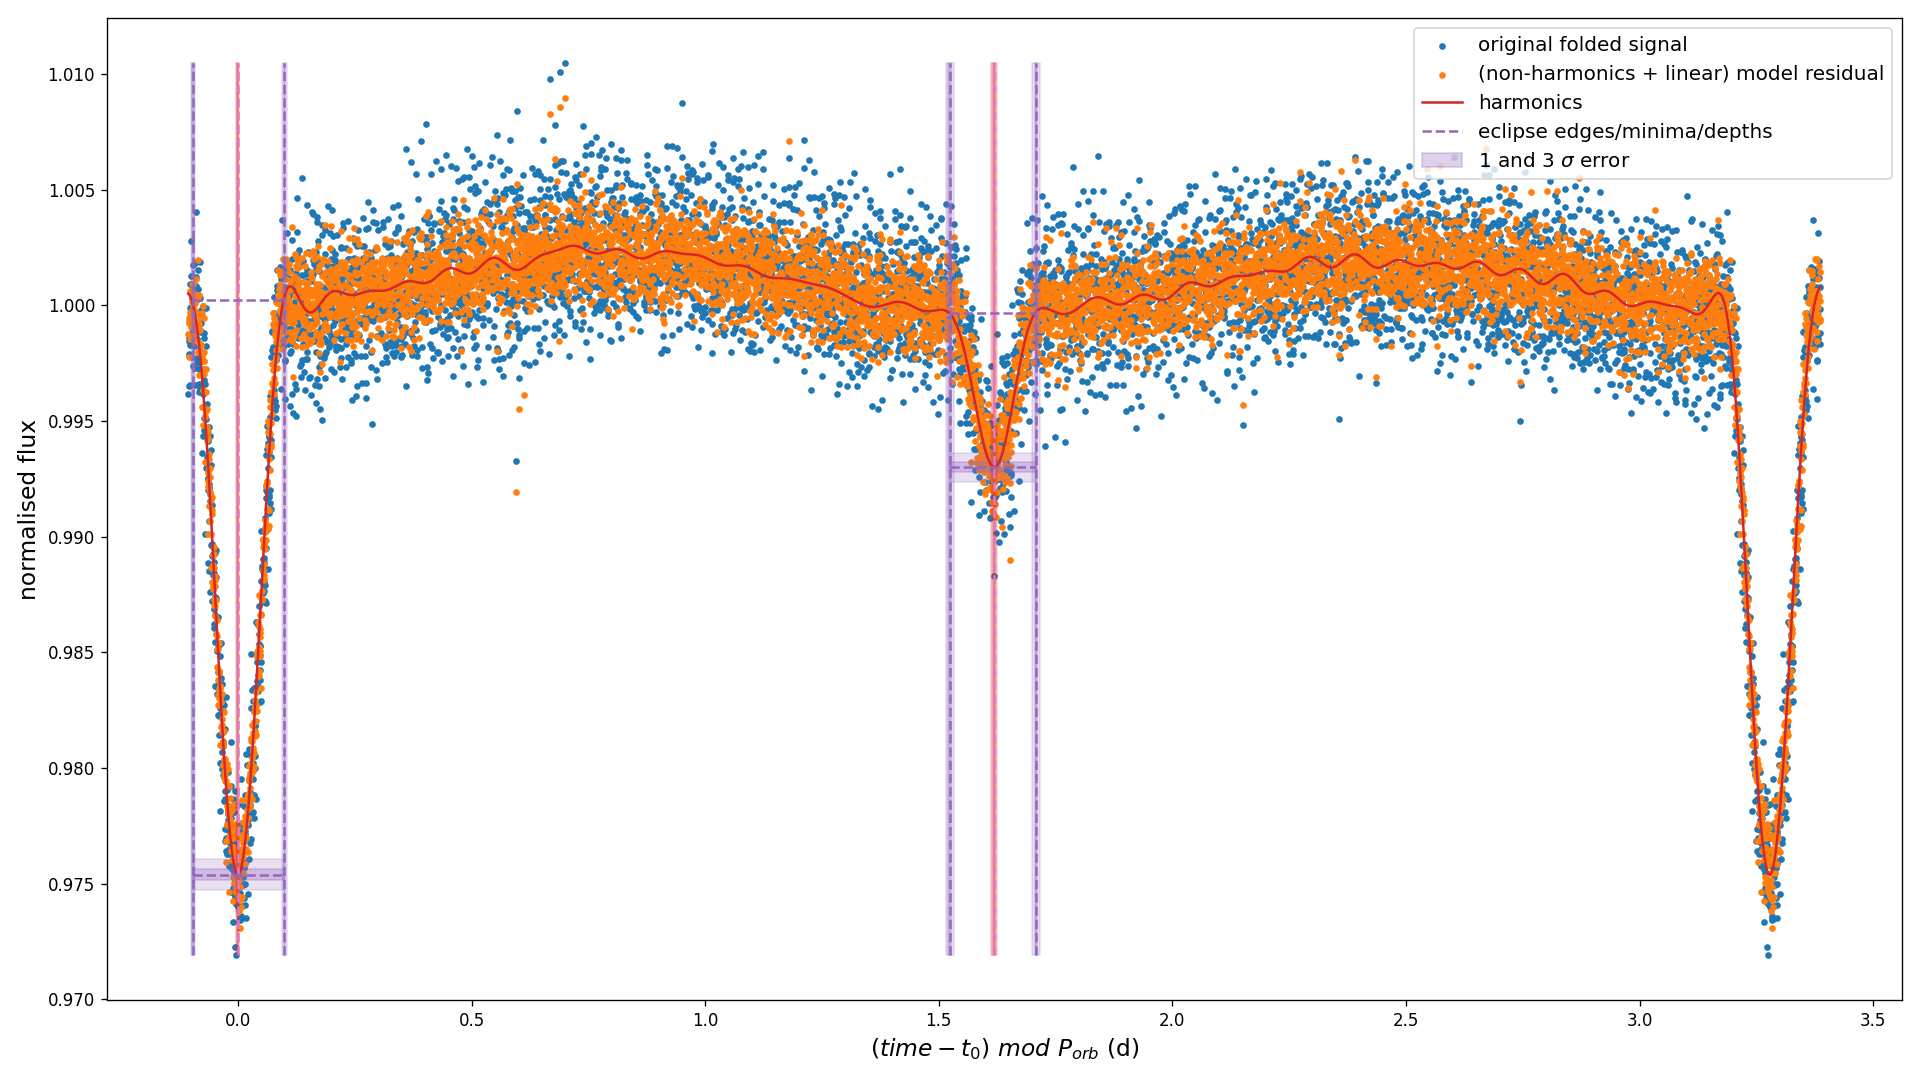 original folded signal
(non-harmonics + linear) model residual
harmonics
eclipse edges/minima/depths
1 and 3 σ error
normalised flux
1.010
1.005
1.000
0.995
0.990
0.985
0.980
0.975
0.970
0.0 0.5 1.0 1.5 2.0 2.5 3.0 3.5
(time − t₀) mod Pₒᵣb (d)